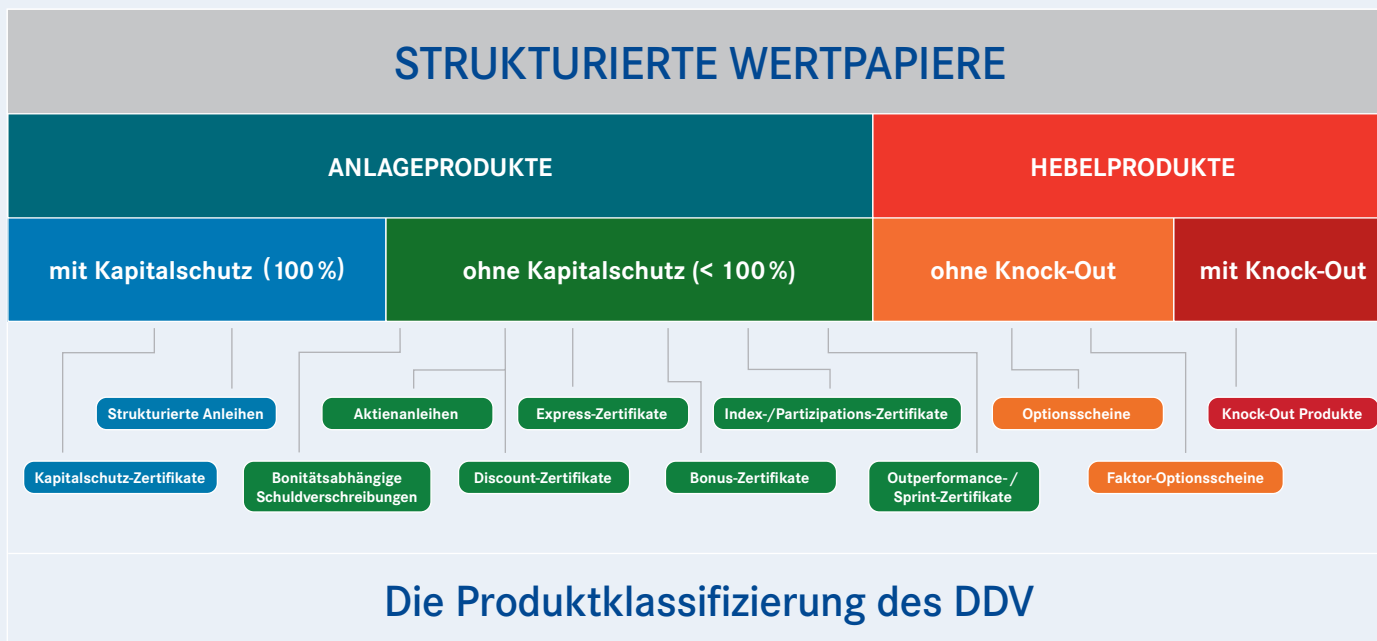 STRUKTURIERTE WERTPAPIERE
ANLAGEPRODUKTE
HEBELPRODUKTE
mit Kapitalschutz (100 %)
ohne Kapitalschutz (< 100 %)
ohne Knock-Out
mit Knock-Out
Strukturierte Anleihen
Aktienanleihen
Express-Zertifikate
Index-/Partizipations-Zertifikate
Optionsscheine
Knock-Out Produkte
Kapitalschutz-Zertifikate
Bonitätsabhängige
Schuldverschreibungen
Discount-Zertifikate
Bonus-Zertifikate
Outperformance-/
Sprint-Zertifikate
Faktor-Optionsscheine
Die Produktklassifizierung des DDV